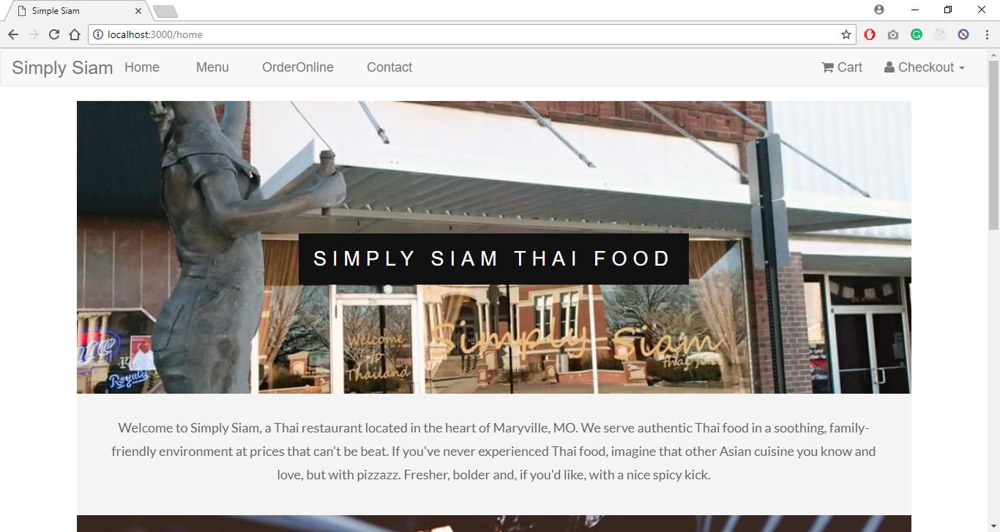 Simple Siam
localhost:3000/home
Simply Siam Home Menu OrderOnline Contact Cart Checkout
SIMPLY SIAM THAI FOOD
Simply Siam
thai food
Welcome
to
Thailand
Open
Royals
Welcome to Simply Siam, a Thai restaurant located in the heart of Maryville, MO. We serve authentic Thai food in a soothing, family-
friendly environment at prices that can't be beat. If you've never experienced Thai food, imagine that other Asian cuisine you know and
love, but with pizzazz. Fresher, bolder and, if you'd like, with a nice spicy kick.